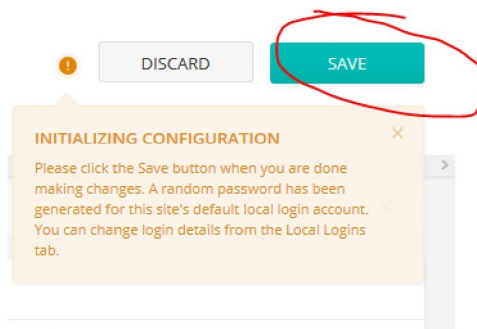 DISCARD SAVE
INITIALIZING CONFIGURATION
Please click the Save button when you are done
making changes. A random password has been
generated for this site's default local login account.
You can change login details from the Local Logins
tab.